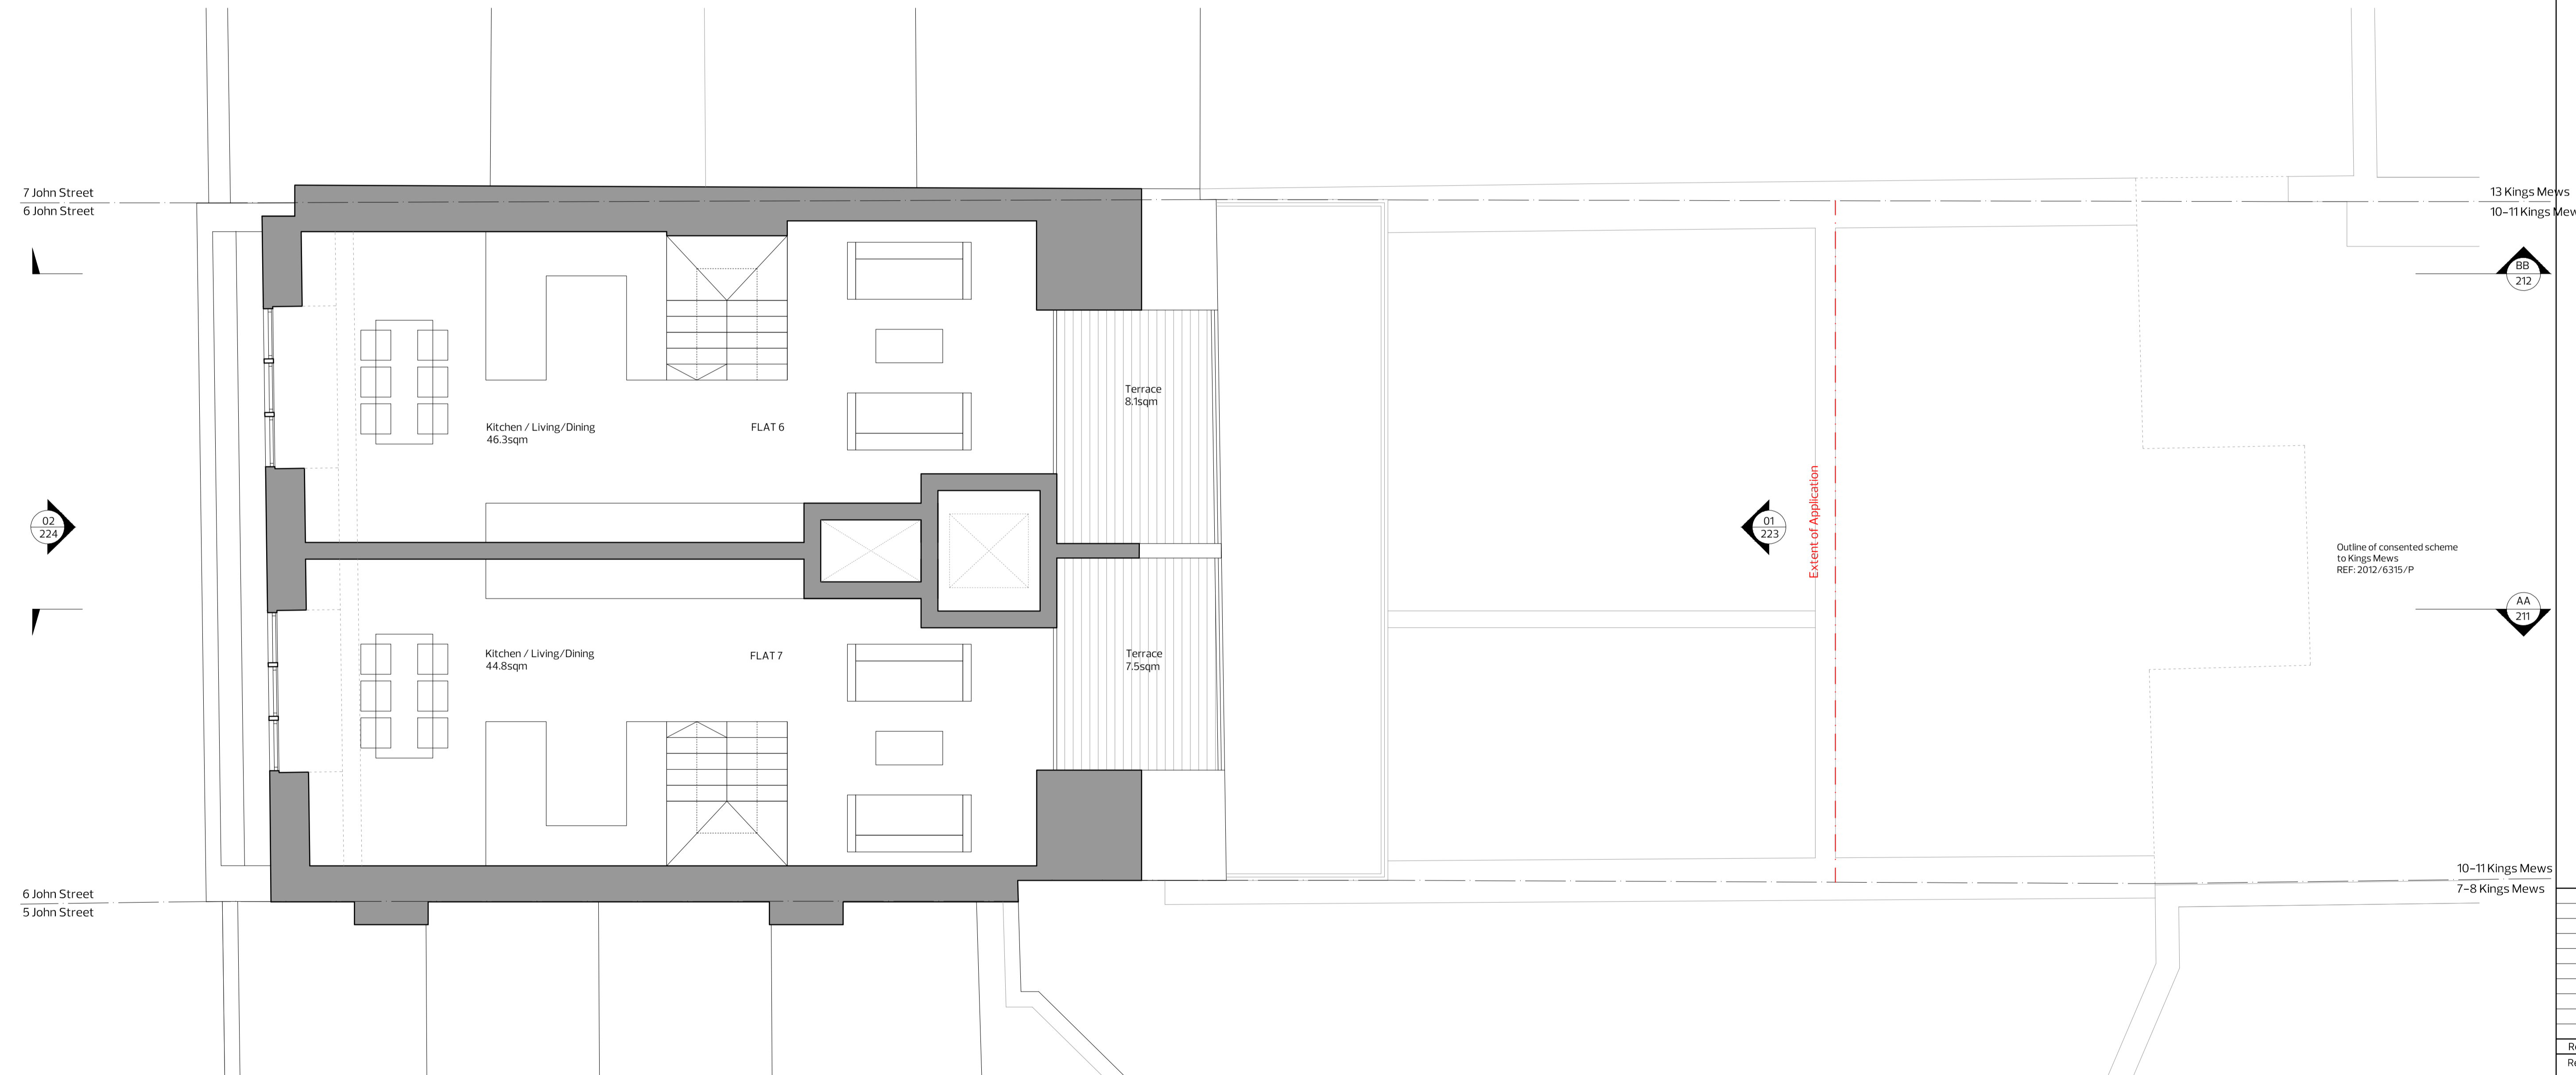 7 John Street
6 John Street
13 Kings Mews
10-11 Kings Mew
BB
212
Terrace
8.1sqm
Kitchen / Living/Dining
46.3sqm
FLAT 6
Extent of Application
02
224
01
223
Outline of consented scheme
to Kings Mews
REF: 2012/6315/P
AA
211
Kitchen / Living/Dining
44.8sqm
FLAT 7
Terrace
7.5sqm
6 John Street
5 John Street
10-11 Kings Mews
7-8 Kings Mews